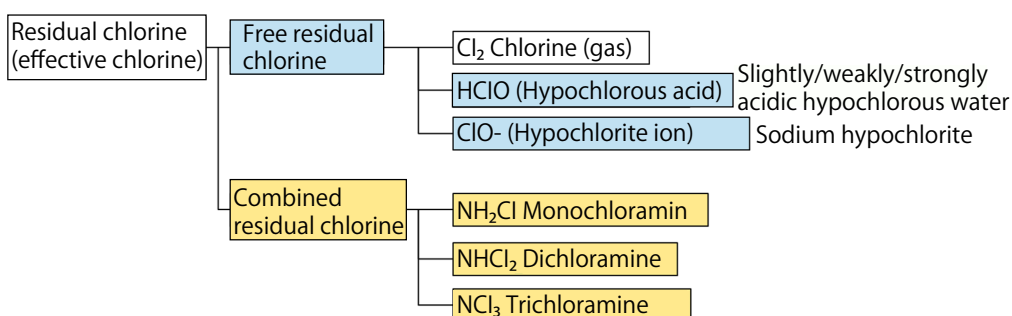 Residual chlorine
(effective chlorine)
Free residual
chlorine
Cl₂ Chlorine (gas)
HClO (Hypochlorous acid)
Slightly/weakly/strongly
acidic hypochlorous water
ClO- (Hypochlorite ion)
Sodium hypochlorite
Combined
residual chlorine
NH₂Cl Monochloramin
NHCl₂ Dichloramine
NCl₃ Trichloramine